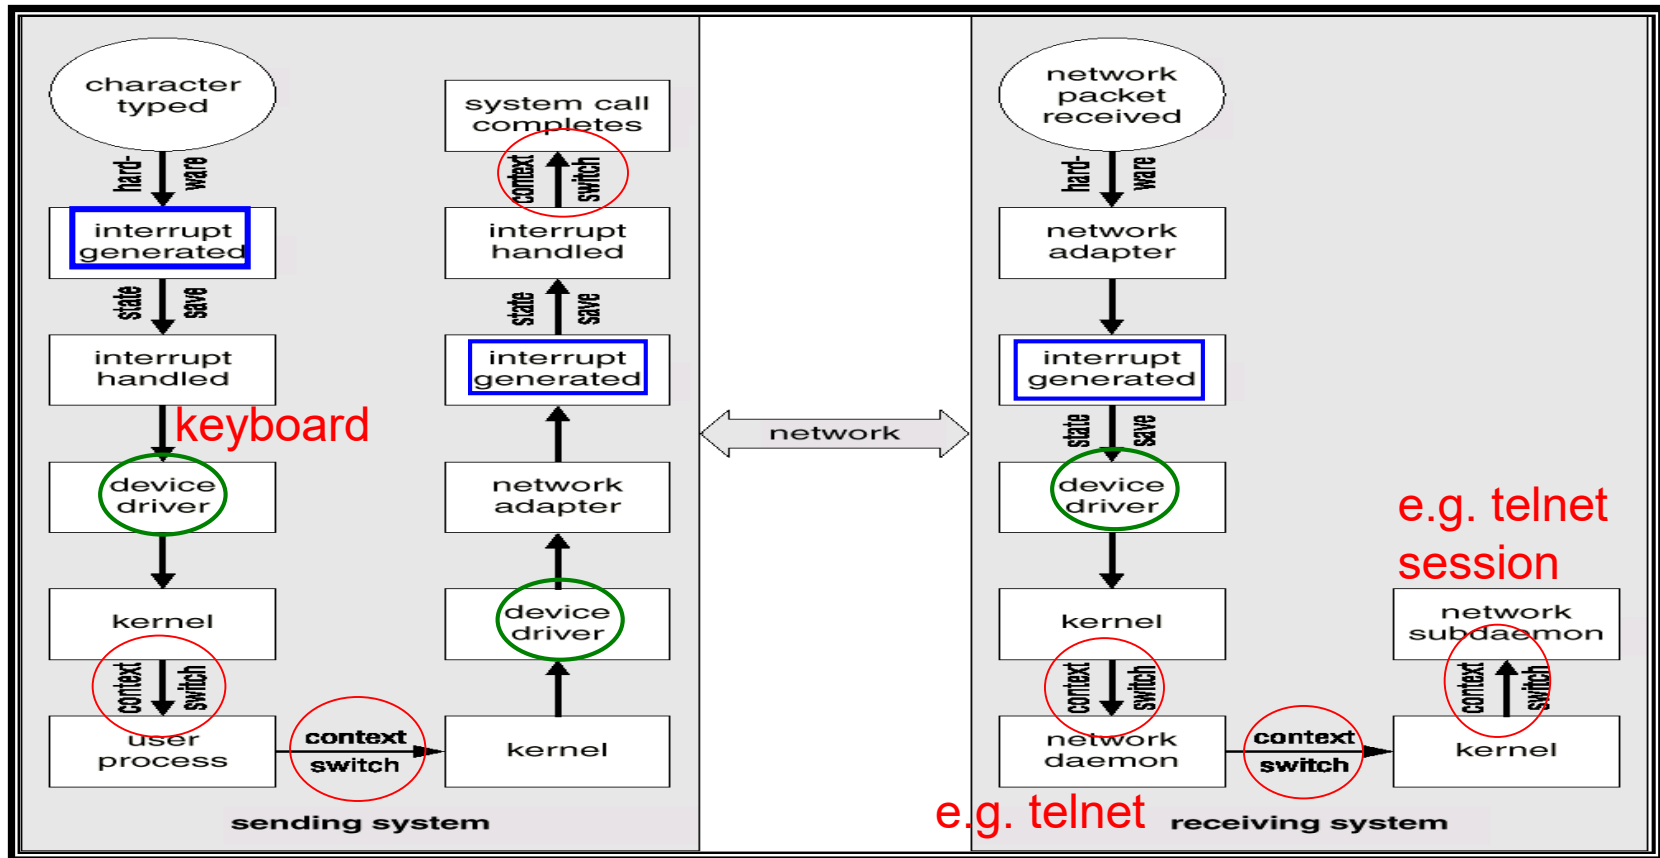 character
typed
hard-
ware
interrupt
generated
state
save
interrupt
handled
keyboard
device
driver
kernel
context
switch
user
process
context
switch
kernel
device
driver
network
adapter
interrupt
generated
state
save
interrupt
handled
context
switch
system call
completes
sending system
network
network
packet
received
hard-
ware
network
adapter
interrupt
generated
state
save
device
driver
kernel
context
switch
network
daemon
e.g. telnet
context
switch
kernel
context
switch
network
subdaemon
e.g. telnet
session
receiving system